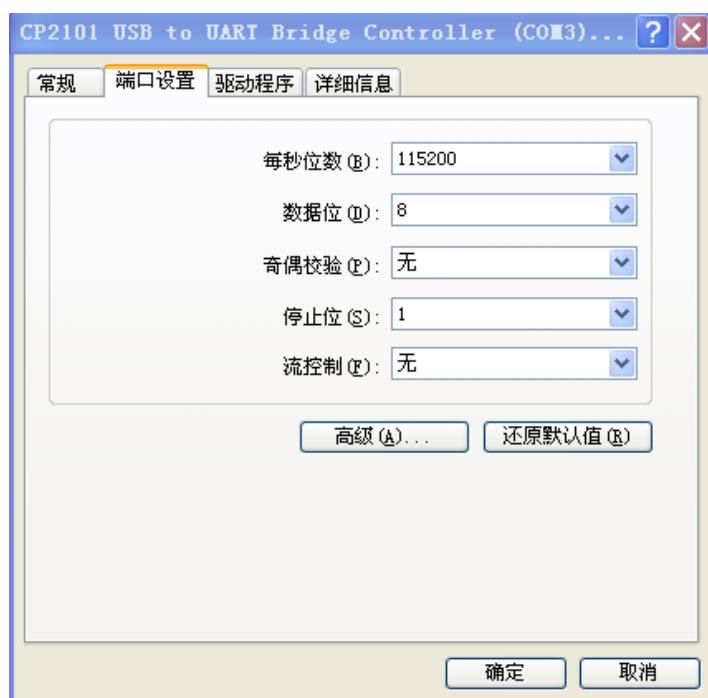 CP2101 USB to UART Bridge Controller (COM3)...
常规 端口设置 驱动程序 详细信息
每秒位数(B): 115200
数据位(D): 8
奇偶校验(P): 无
停止位(S): 1
流控制(F): 无
高级(A)... 还原默认值(R)
确定 取消